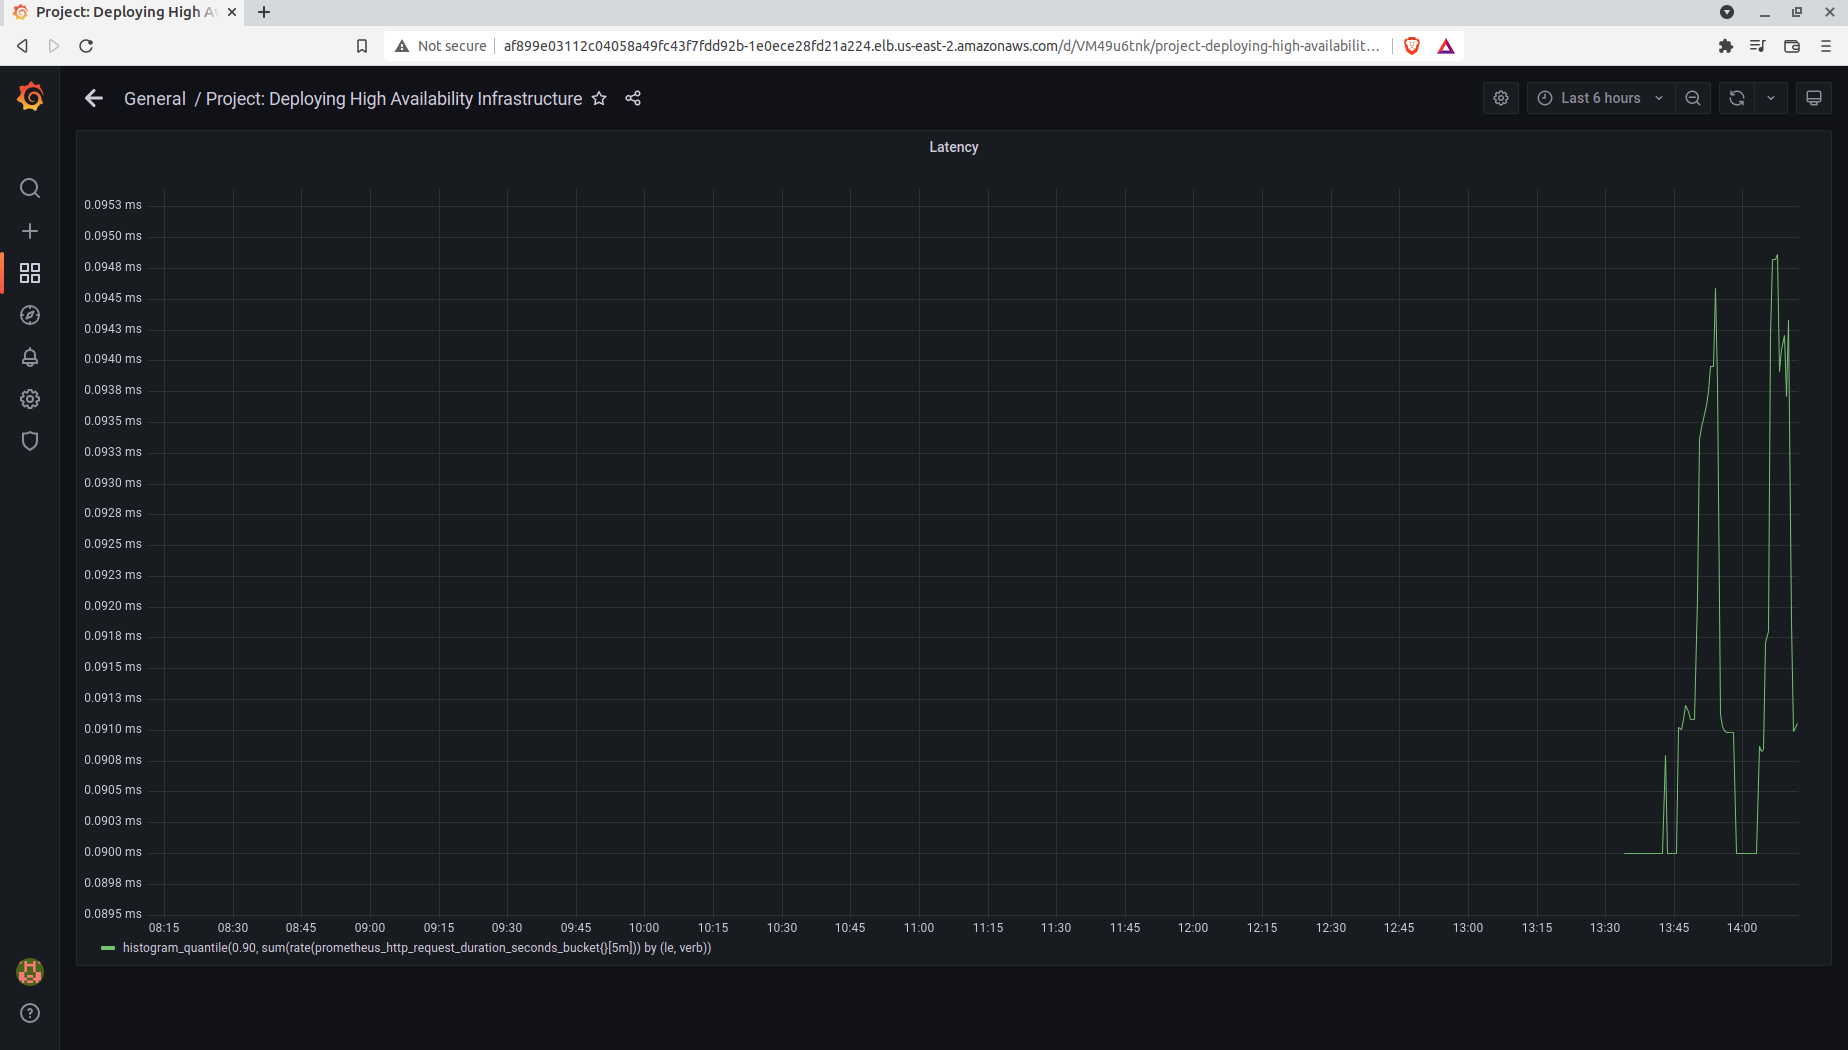 Project: Deploying High A
Not secure
af899e03112c04058a49fc43f7fdd92b-1e0ece28fd21a224.elb.us-east-2.amazonaws.com/d/VM49u6tnk/project-deploying-high-availabilit...
General / Project: Deploying High Availability Infrastructure
Last 6 hours
Latency
0.0953 ms
0.0950 ms
0.0948 ms
0.0945 ms
0.0943 ms
0.0940 ms
0.0938 ms
0.0935 ms
0.0933 ms
0.0930 ms
0.0928 ms
0.0925 ms
0.0923 ms
0.0920 ms
0.0918 ms
0.0915 ms
0.0913 ms
0.0910 ms
0.0908 ms
0.0905 ms
0.0903 ms
0.0900 ms
0.0898 ms
0.0895 ms
08:15 08:30 08:45 09:00 09:15 09:30 09:45 10:00 10:15 10:30 10:45 11:00 11:15 11:30 11:45 12:00 12:15 12:30 12:45 13:00 13:15 13:30 13:45 14:00
histogram_quantile(0.90, sum(rate(prometheus_http_request_duration_seconds_bucket{}[5m])) by (le, verb))